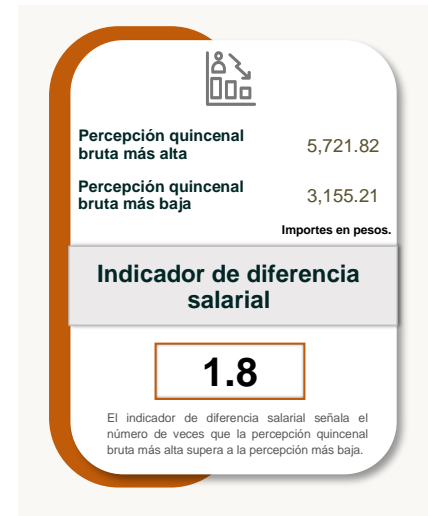 Percepción quincenal
bruta más alta
5,721.82
Percepción quincenal
bruta más baja
3,155.21
Importes en pesos.
Indicador de diferencia
salarial
1.8
El indicador de diferencia salarial señala el
número de veces que la percepción quincenal
bruta más alta supera a la percepción más baja.